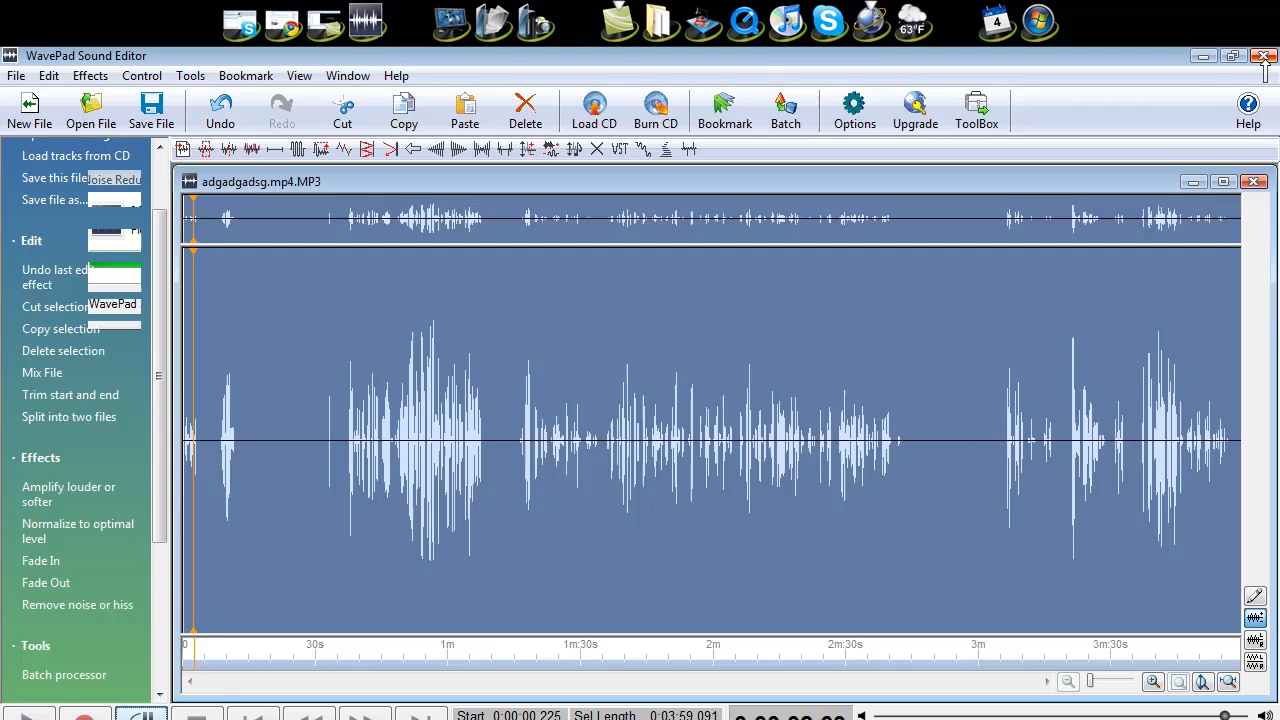 63°F
4
WavePad Sound Editor
File Edit Effects Control Tools Bookmark View Window Help
New File Open File Save File Undo Redo Cut Copy Paste Delete Load CD Burn CD Bookmark Batch Options Upgrade ToolBox Help
VST
Load tracks from CD
Save this file
Save file as...
adgadgadsg.mp4.MP3
· Edit
Undo last
effect
Cut selection
WavePad
Copy selection
Delete selection
Mix File
Trim start and end
Split into two files
· Effects
Amplify louder or
softer
Normalize to optimal
level
Fade In
Fade Out
Remove noise or hiss
· Tools
Batch processor
0 30s 1m 1m:30s 2m 2m:30s 3m 3m:30s
Start 0:00:00.225 Sel Length 0:03:59.091